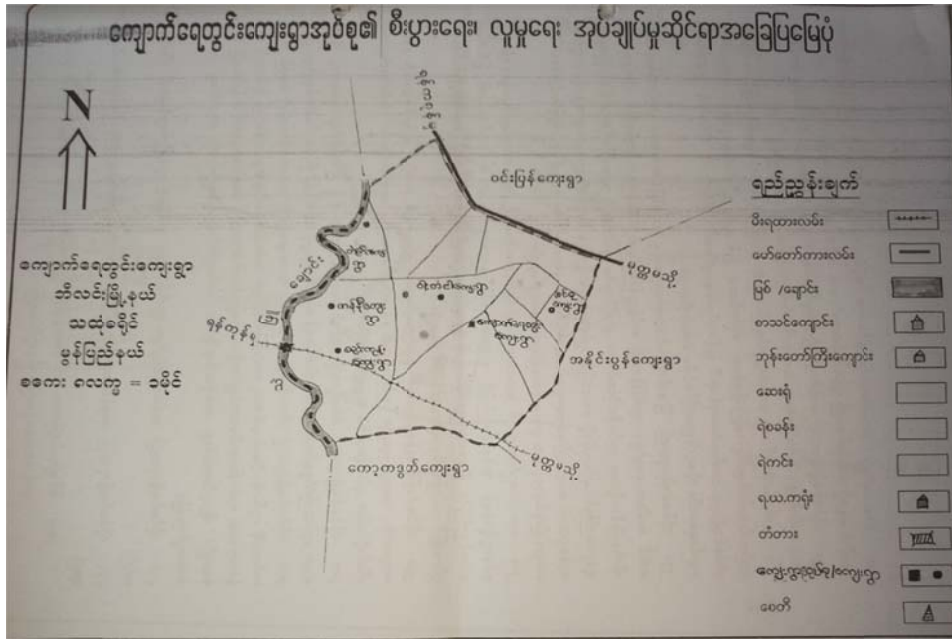 ကျောက်ရေတွင်းကျေးရွာအုပ်စု၏ စီးပွားရေး၊ လူမှုရေး အုပ်ချုပ်မှုဆိုင်ရာအခြေပြမြေပုံ
N
ဝင်းပြန်ကျေးရွာ
ရည်ညွှန်းချက်
မီးရထားလမ်း
မော်တော်ကားလမ်း
မြစ် /ချောင်း
စာသင်ကျောင်း
ဘုန်းတော်ကြီးကျောင်း
ဆေးရုံ
ရဲစခန်း
ရဲကင်း
ရ.ယ.က ရုံး
တံတား
ကျေးရွာအုပ်စု/ကျေးရွာ
စေတီ
ကျောက်ရေတွင်းကျေးရွာ
ဘီလင်းမြို့နယ်
သထုံခရိုင်
မွန်ပြည်နယ်
စကေး ၈လက္မ = ၁မိုင်
ချောင်း
မုတ္တမသို့
အနိုင်းပွန်ကျေးရွာ
မုတ္တမသို့